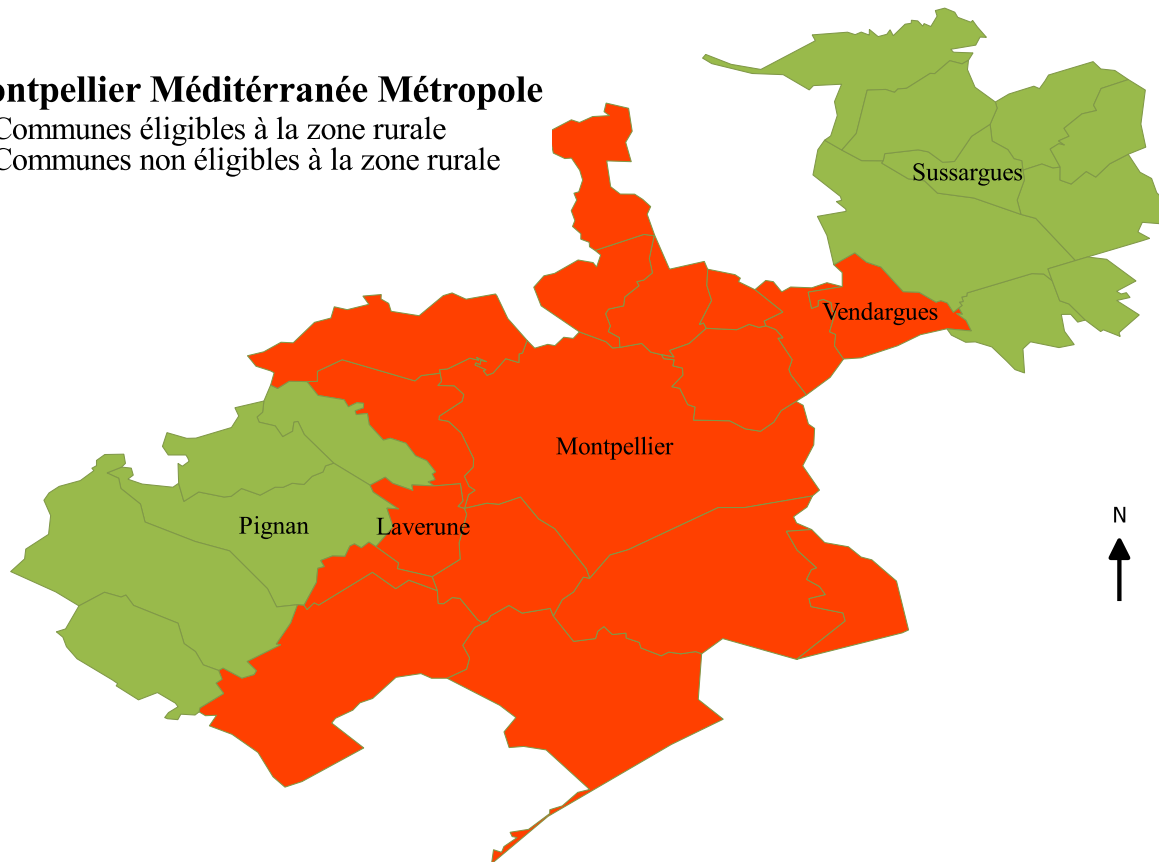 ontpellier Méditérranée Métropole
Communes éligibles à la zone rurale
Communes non éligibles à la zone rurale
Sussargues
Vendargues
Montpellier
Pignan
Laverune
N